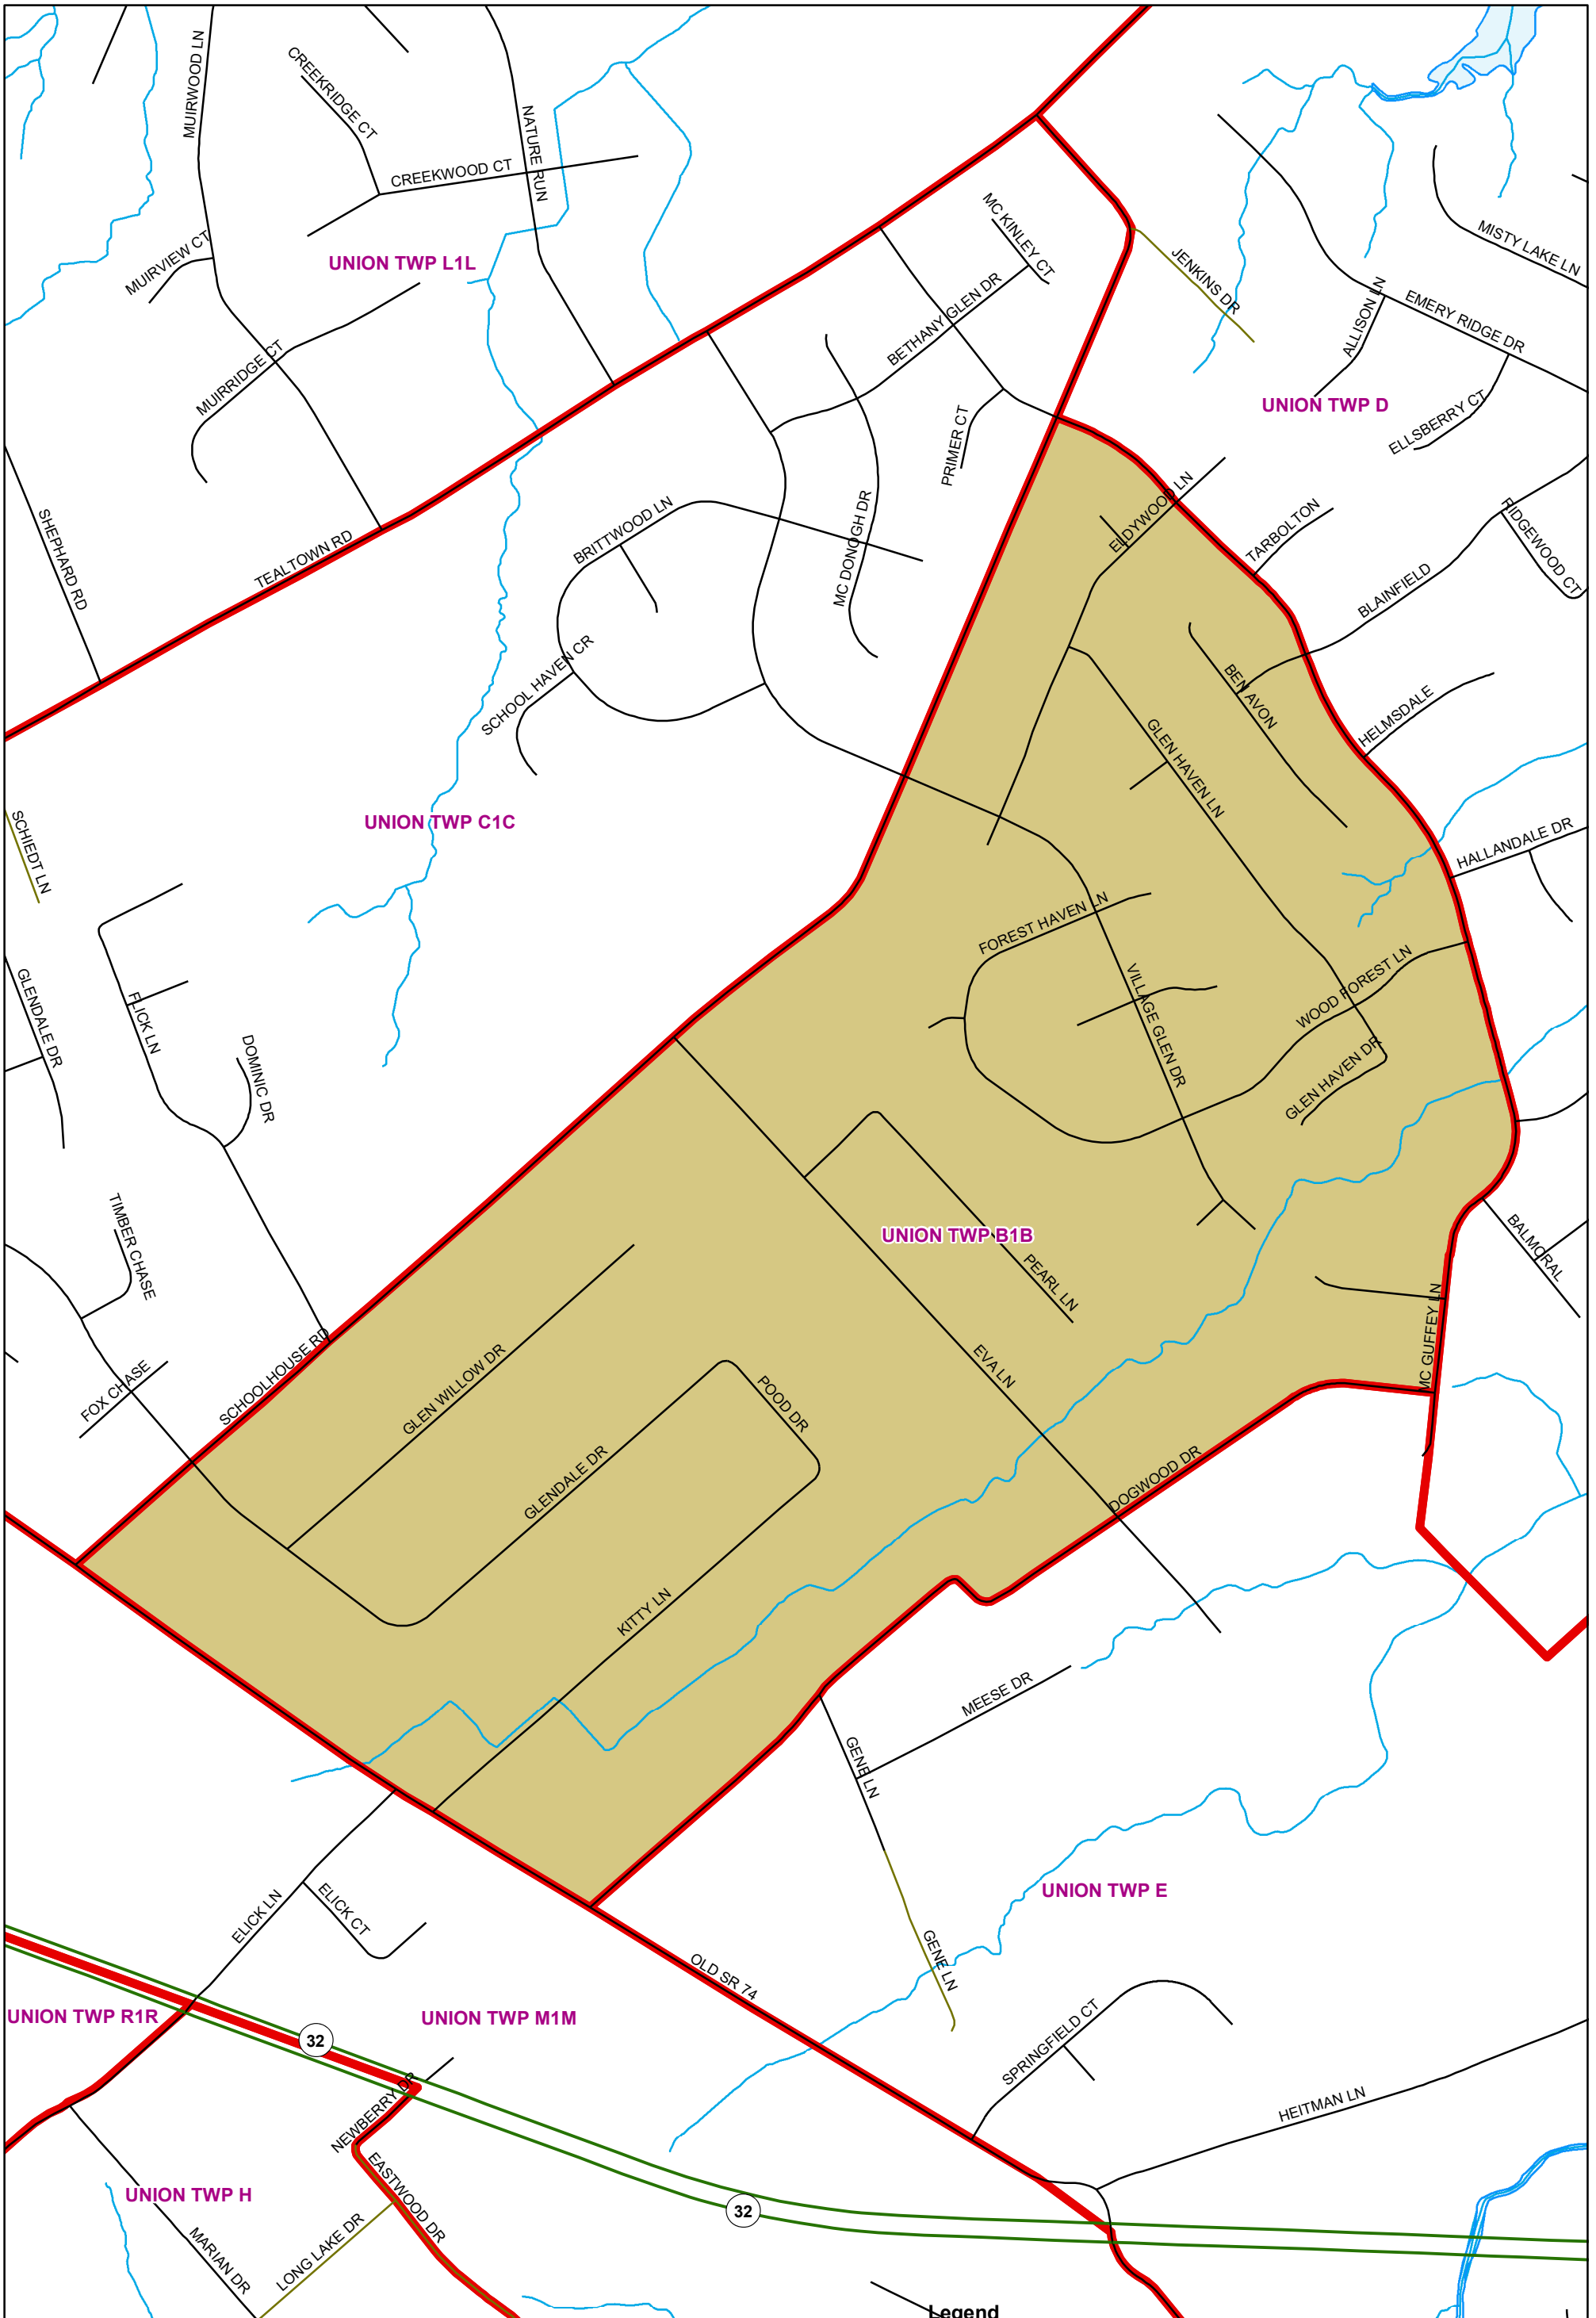 MUIRWOOD LN
CREEKRIDGE CT
NATURE RUN
CREEKWOOD CT
MUIRVIEW CT
UNION TWP L1L
MC KINLEY CT
JENKINS DR
MISTY LAKE LN
BETHANY GLEN DR
ALLISON LN
EMERY RIDGE DR
MUIRRIDGE CT
UNION TWP D
ELLSBERRY CT
PRIMER CT
SHEPHARD RD
TEALTOWN RD
BRITTWOOD LN
MC DONOGH DR
ELDYWOOD LN
TARBOLTON
RIDGEWOOD CT
BLAINFIELD
SCHOOL HAVEN CR
BEN AVON
HELMSDALE
GLEN HAVEN LN
SCHIEDT LN
UNION TWP C1C
HALLANDALE DR
FOREST HAVEN LN
GLENDALE DR
FLICK LN
DOMINIC DR
VILLAGE GLEN DR
WOOD FOREST LN
GLEN HAVEN DR
TIMBER CHASE
UNION TWP B1B
BALMORAL
PEARL LN
MC GUFFEY LN
FOX CHASE
SCHOOLHOUSE RD
GLEN WILLOW DR
EVA LN
POOD DR
GLENDALE DR
DOGWOOD DR
KITTY LN
MEESE DR
GENE LN
UNION TWP E
ELICK LN
ELICK CT
GENE LN
OLD SR 74
UNION TWP R1R
UNION TWP M1M
32
SPRINGFIELD CT
NEWBERRY DR
HEITMAN LN
EASTWOOD DR
UNION TWP H
32
MARIAN DR
LONG LAKE DR
Legend